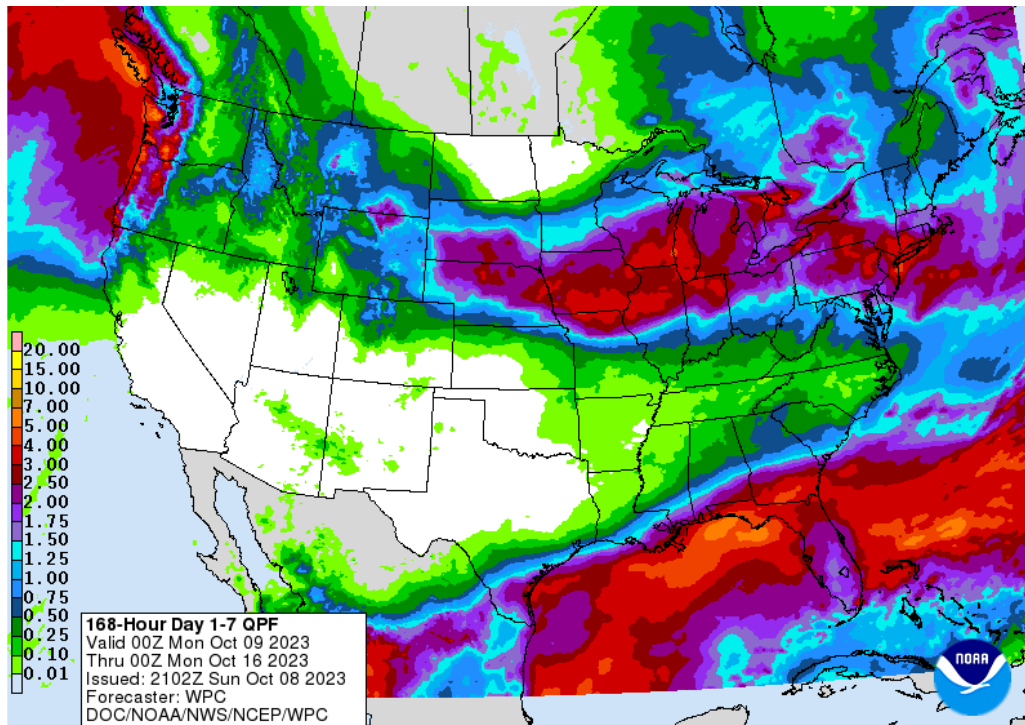 20.00
15.00
10.00
7.00
5.00
4.00
3.00
2.50
2.00
1.75
1.50
1.25
1.00
0.75
0.50
0.25
0.10
0.01
168-Hour Day 1-7 QPF
Valid 00Z Mon Oct 09 2023
Thru 00Z Mon Oct 16 2023
Issued: 2102Z Sun Oct 08 2023
Forecaster: WPC
DOC/NOAA/NWS/NCEP/WPC
NOAA